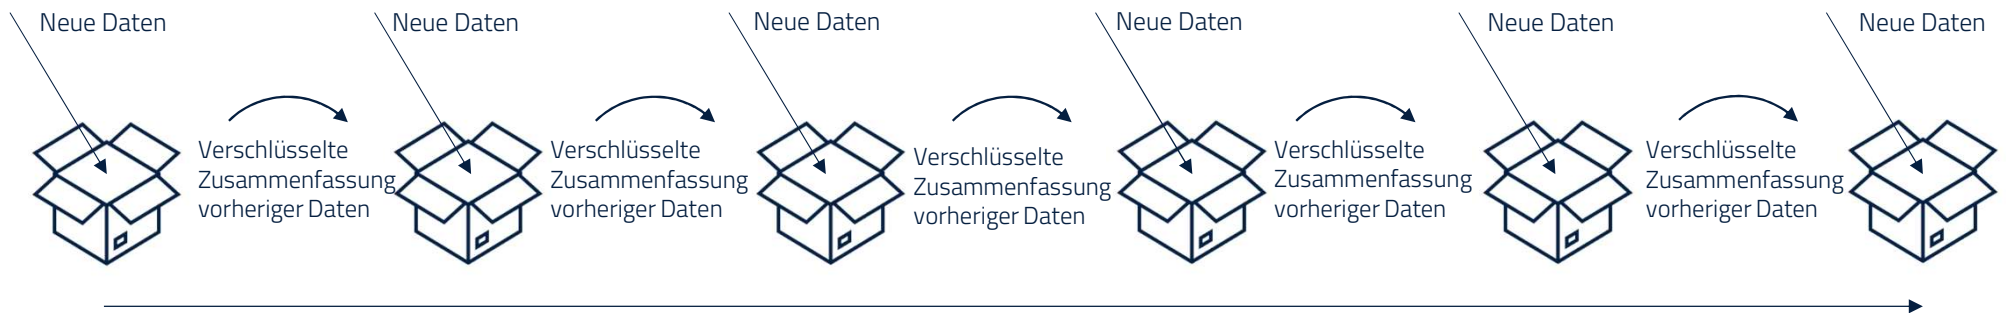 Neue Daten
Neue Daten
Neue Daten
Neue Daten
Neue Daten
Neue Daten
Verschlüsselte
Zusammenfassung
vorheriger Daten
Verschlüsselte
Zusammenfassung
vorheriger Daten
Verschlüsselte
Zusammenfassung
vorheriger Daten
Verschlüsselte
Zusammenfassung
vorheriger Daten
Verschlüsselte
Zusammenfassung
vorheriger Daten